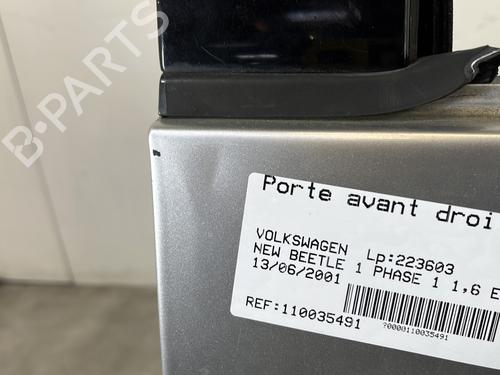 B-PARTS
Porte avant droi
VOLKSWAGEN Lp:223603
NEW BEETLE 1 PHASE 1 1,6 E
13/06/2001
REF:110035491
?0000110035491